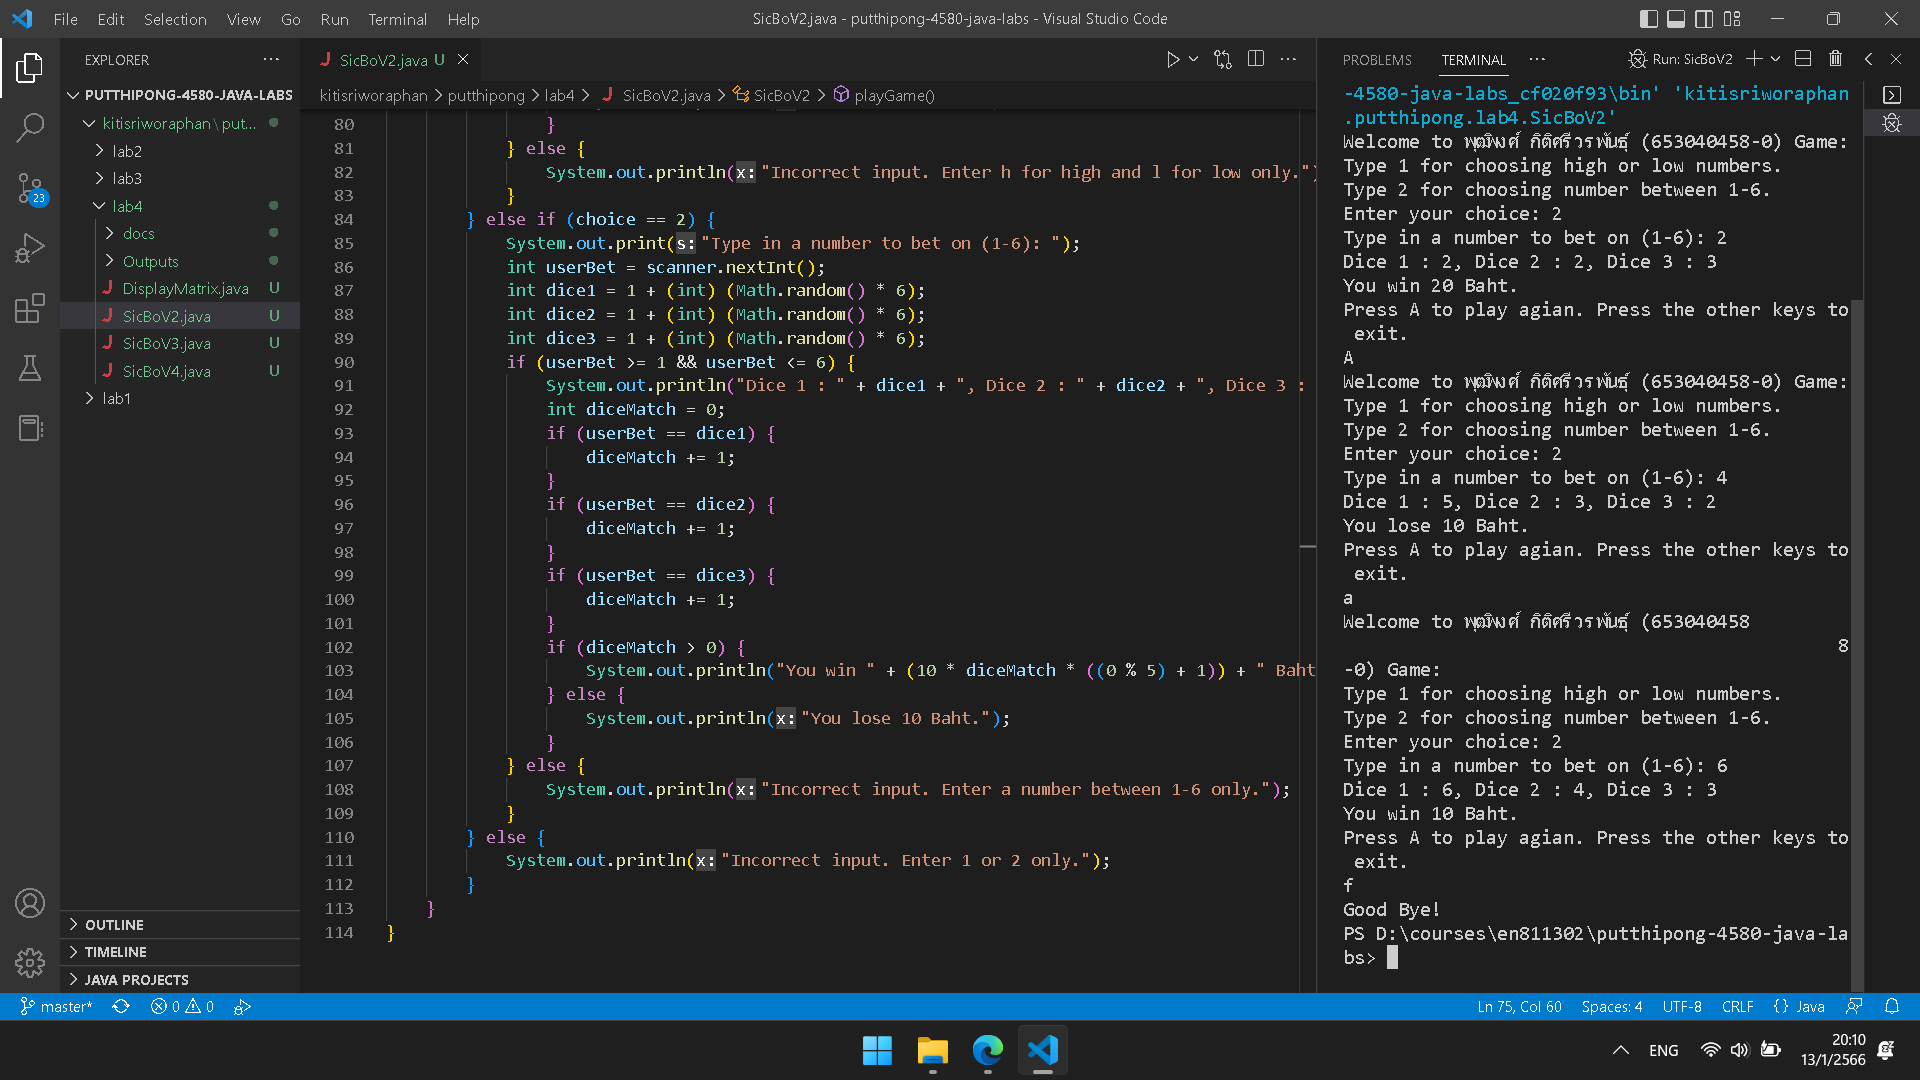 File Edit Selection View Go Run Terminal Help
SicBoV2.java - putthipong-4580-java-labs - Visual Studio Code
EXPLORER
PUTTHIPONG-4580-JAVA-LABS
kitisriworaphan\put...
lab2
lab3
lab4
docs
Outputs
DisplayMatrix.java U
SicBoV2.java U
SicBoV3.java U
SicBoV4.java U
lab1
23
OUTLINE
TIMELINE
JAVA PROJECTS
SicBoV2.java U
kitisriworaphan > putthipong > lab4 > SicBoV2.java > SicBoV2 > playGame()
80 }
81 } else {
82 System.out.println(x: "Incorrect input. Enter h for high and l for low only.")
83 }
84 } else if (choice == 2) {
85 System.out.print(s: "Type in a number to bet on (1-6): ");
86 int userBet = scanner.nextInt();
87 int dice1 = 1 + (int) (Math.random() * 6);
88 int dice2 = 1 + (int) (Math.random() * 6);
89 int dice3 = 1 + (int) (Math.random() * 6);
90 if (userBet >= 1 && userBet <= 6) {
91 System.out.println("Dice 1 : " + dice1 + ", Dice 2 : " + dice2 + ", Dice 3 :
92 int diceMatch = 0;
93 if (userBet == dice1) {
94 diceMatch += 1;
95 }
96 if (userBet == dice2) {
97 diceMatch += 1;
98 }
99 if (userBet == dice3) {
100 diceMatch += 1;
101 }
102 if (diceMatch > 0) {
103 System.out.println("You win " + (10 * diceMatch * ((0 % 5) + 1)) + " Baht
104 } else {
105 System.out.println(x: "You lose 10 Baht.");
106 }
107 } else {
108 System.out.println(x: "Incorrect input. Enter a number between 1-6 only.");
109 }
110 } else {
111 System.out.println(x: "Incorrect input. Enter 1 or 2 only.");
112 }
113 }
114 }
PROBLEMS TERMINAL ... Run: SicBoV2
-4580-java-labs_cf020f93\bin' 'kitisriworaphan
.putthipong.lab4.SicBoV2'
Welcome to พุฒิพงศ์ กิติศรีวรพันธุ์ (653040458-0) Game:
Type 1 for choosing high or low numbers.
Type 2 for choosing number between 1-6.
Enter your choice: 2
Type in a number to bet on (1-6): 2
Dice 1 : 2, Dice 2 : 2, Dice 3 : 3
You win 20 Baht.
Press A to play agian. Press the other keys to
exit.
A
Welcome to พุฒิพงศ์ กิติศรีวรพันธุ์ (653040458-0) Game:
Type 1 for choosing high or low numbers.
Type 2 for choosing number between 1-6.
Enter your choice: 2
Type in a number to bet on (1-6): 4
Dice 1 : 5, Dice 2 : 3, Dice 3 : 2
You lose 10 Baht.
Press A to play agian. Press the other keys to
exit.
a
Welcome to พุฒิพงศ์ กิติศรีวรพันธุ์ (653040458
8
-0) Game:
Type 1 for choosing high or low numbers.
Type 2 for choosing number between 1-6.
Enter your choice: 2
Type in a number to bet on (1-6): 6
Dice 1 : 6, Dice 2 : 4, Dice 3 : 3
You win 10 Baht.
Press A to play agian. Press the other keys to
exit.
f
Good Bye!
PS D:\courses\en811302\putthipong-4580-java-la
bs>
master* 0 0
Ln 75, Col 60 Spaces: 4 UTF-8 CRLF {} Java
ENG
20:10
13/1/2566